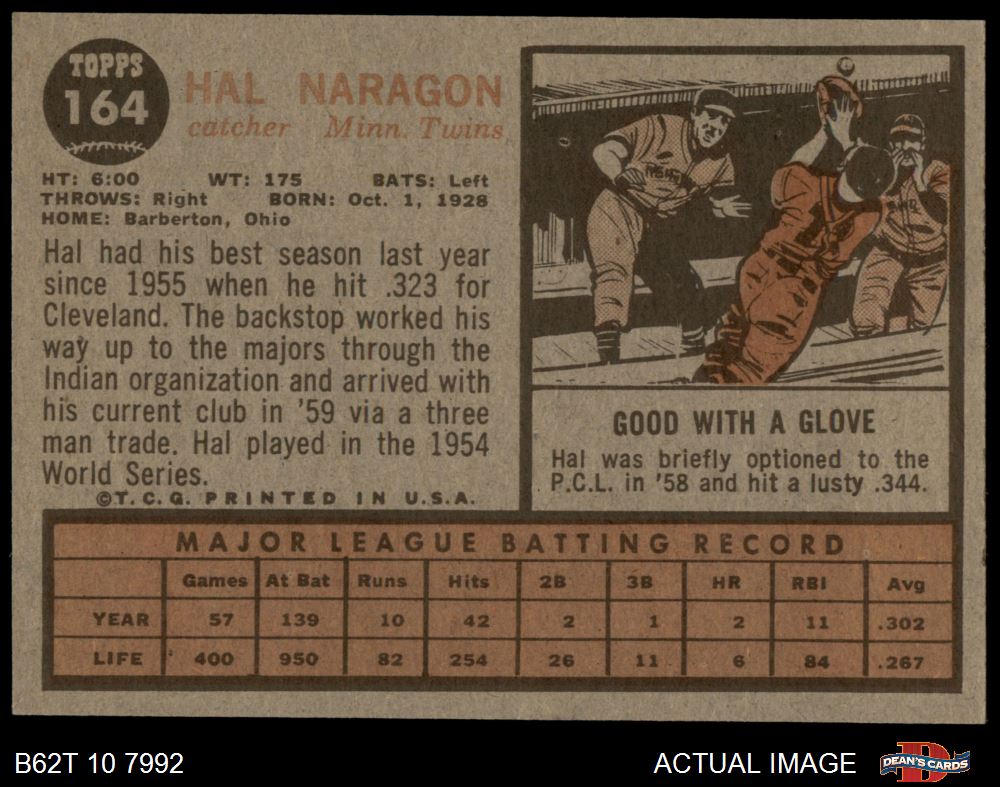 TOPPS
164
HAL NARAGON
catcher Minn. Twins
HT: 6:00 WT: 175 BATS: Left
THROWS: Right BORN: Oct. 1, 1928
HOME: Barberton, Ohio
Hal had his best season last year
since 1955 when he hit .323 for
Cleveland. The backstop worked his
way up to the majors through the
Indian organization and arrived with
his current club in '59 via a three
man trade. Hal played in the 1954
World Series.
©T.C.G. PRINTED IN U.S.A.
GOOD WITH A GLOVE
Hal was briefly optioned to the
P.C.L. in '58 and hit a lusty .344.
MAJOR LEAGUE BATTING RECORD
Games At Bat Runs Hits 2B 3B HR RBI Avg
YEAR 57 139 10 42 2 1 2 11 .302
LIFE 400 950 82 254 26 11 6 84 .267
B62T 10 7992 ACTUAL IMAGE DEAN'S CARDS